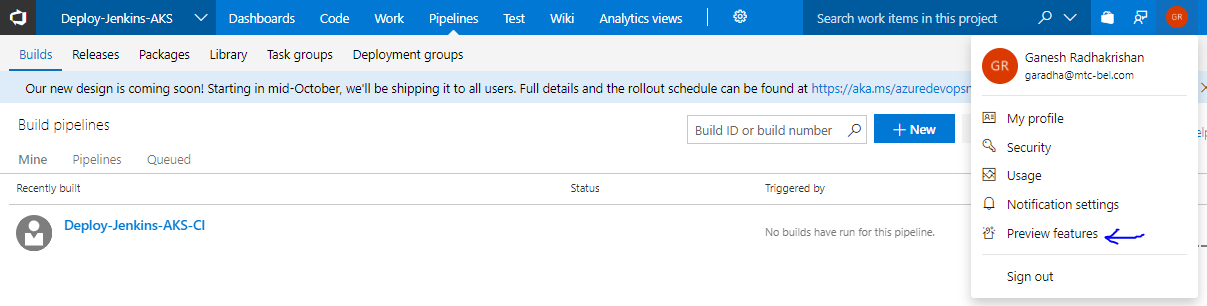 Deploy-Jenkins-AKS Dashboards Code Work Pipelines Test Wiki Analytics views Search work items in this project GR
Builds Releases Packages Library Task groups Deployment groups
GR Ganesh Radhakrishan
garadha@mtc-bei.com
Our new design is coming soon! Starting in mid-October, we'll be shipping it to all users. Full details and the rollout schedule can be found at https://aka.ms/azuredevopsn
Build pipelines
Build ID or build number + New
My profile
Security
Mine Pipelines Queued
Usage
Recently built Status Triggered by
Notification settings
Deploy-Jenkins-AKS-CI
No builds have run for this pipeline.
Preview features
Sign out